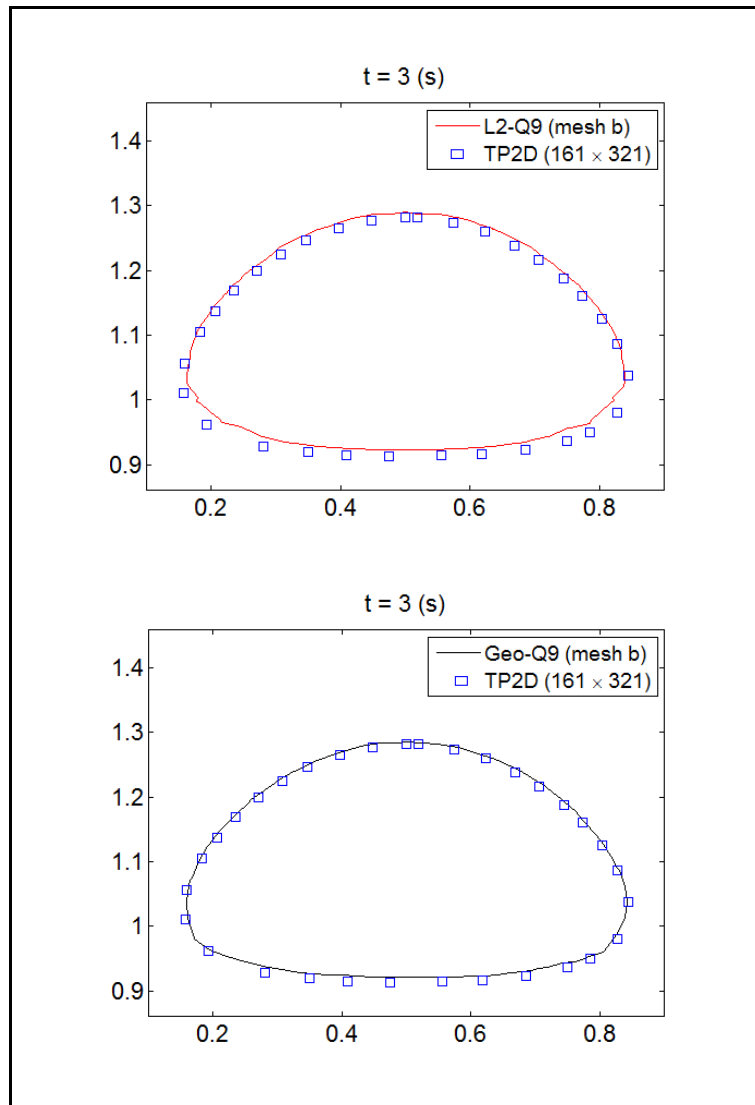 t = 3 (s)
L2-Q9 (mesh b)
TP2D (161 × 321)
1.4
1.3
1.2
1.1
1
0.9
0.2 0.4 0.6 0.8
t = 3 (s)
Geo-Q9 (mesh b)
TP2D (161 × 321)
1.4
1.3
1.2
1.1
1
0.9
0.2 0.4 0.6 0.8